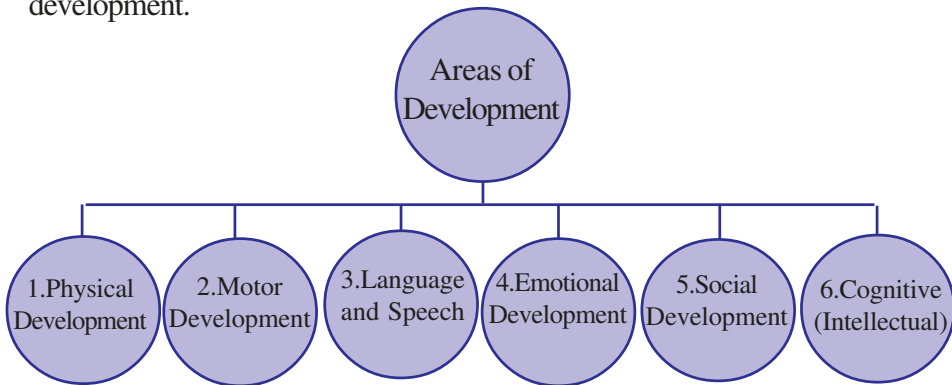 development.
Areas of
Development
1.Physical
Development
2.Motor
Development
3.Language
and Speech
4.Emotional
Development
5.Social
Development
6.Cognitive
(Intellectual)